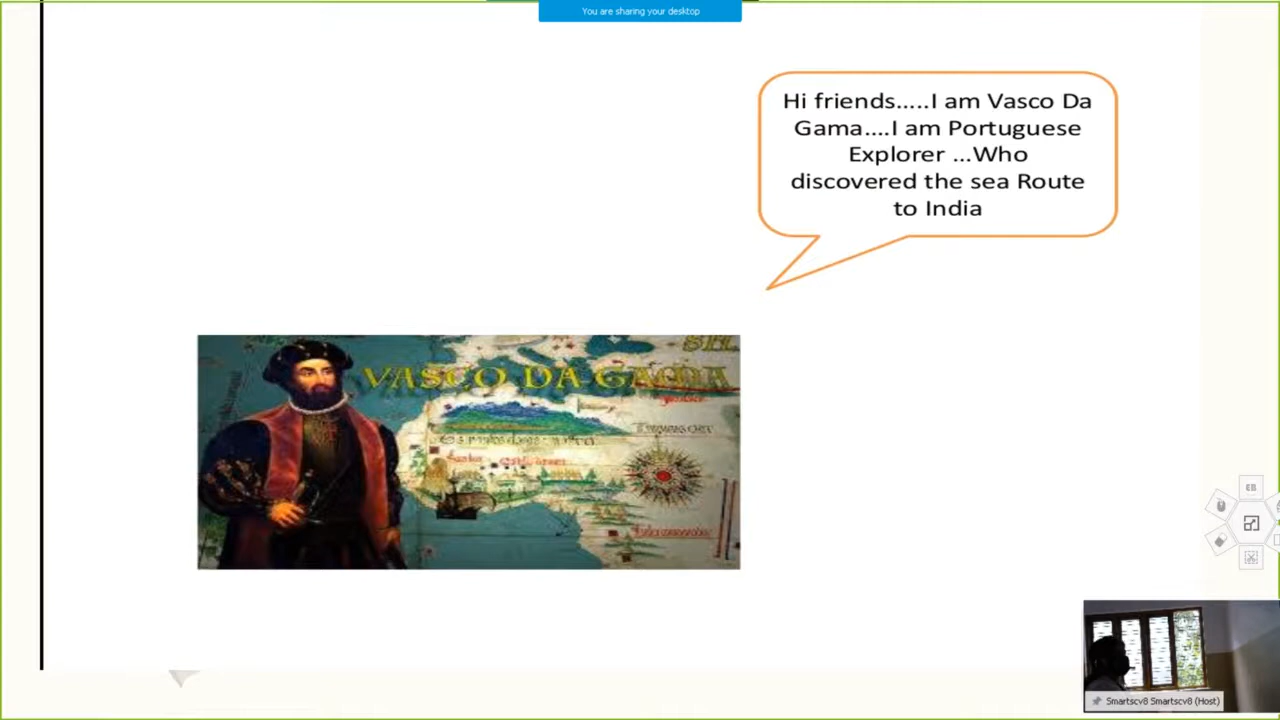 You are sharing your desktop
Hi friends.....I am Vasco Da
Gama....I am Portuguese
Explorer ...Who
discovered the sea Route
to India
VASCO DA GAMA
EB
Smartscv8 Smartscv8 (Host)